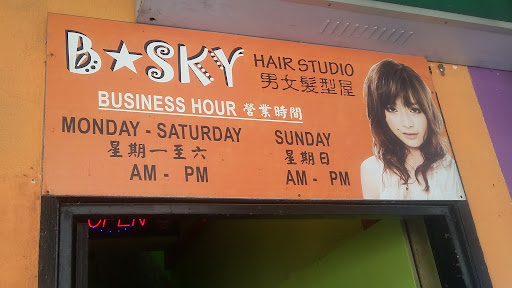 B★SKY HAIR STUDIO
男女髮型屋
BUSINESS HOUR 營業時間
MONDAY - SATURDAY
星期一至六
AM - PM
SUNDAY
星期日
AM - PM
OPEN